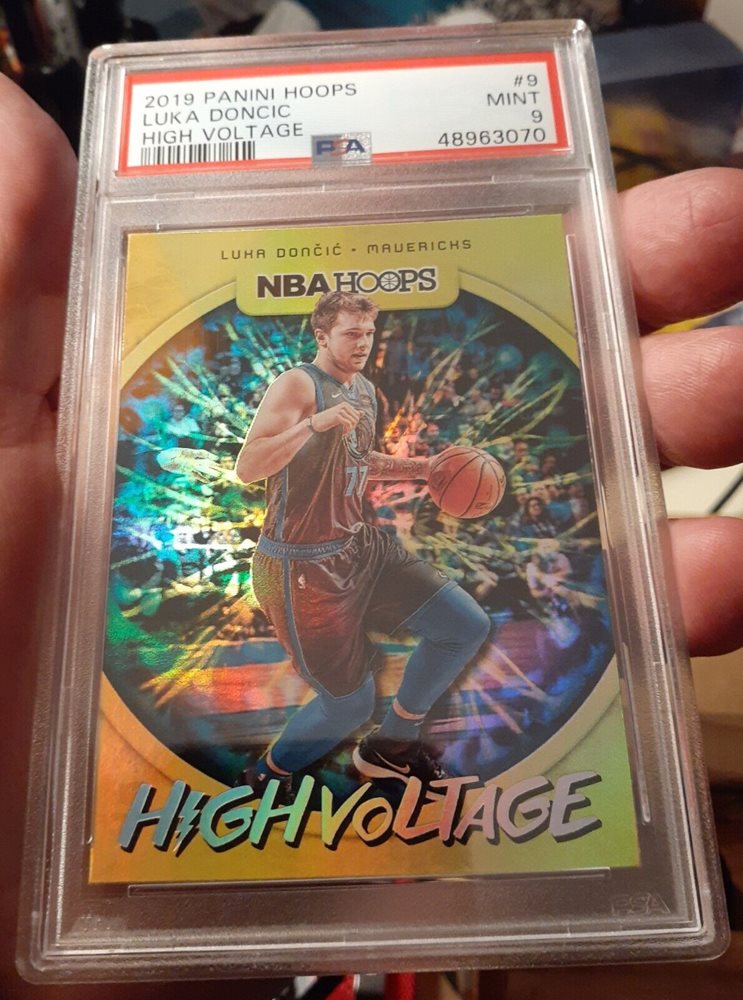 2019 PANINI HOOPS #9
LUKA DONCIC MINT
HIGH VOLTAGE 9
PSA 48963070
LUKA DONČIĆ • MAVERICKS
NBA HOOPS
77
HIGH VOLTAGE
PSA